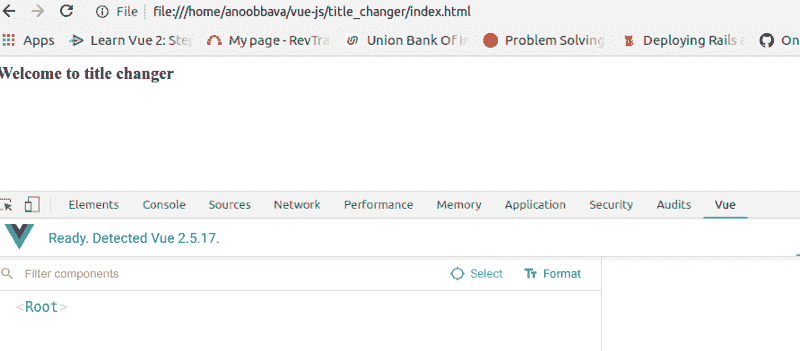 File file:///home/anoobbava/vue-js/title_changer/index.html
Apps Learn Vue 2: Ste My page - RevTra Union Bank Of In Problem Solving Deploying Rails a On
Welcome to title changer
Elements Console Sources Network Performance Memory Application Security Audits Vue
Ready. Detected Vue 2.5.17.
Filter components Select Format
<Root>